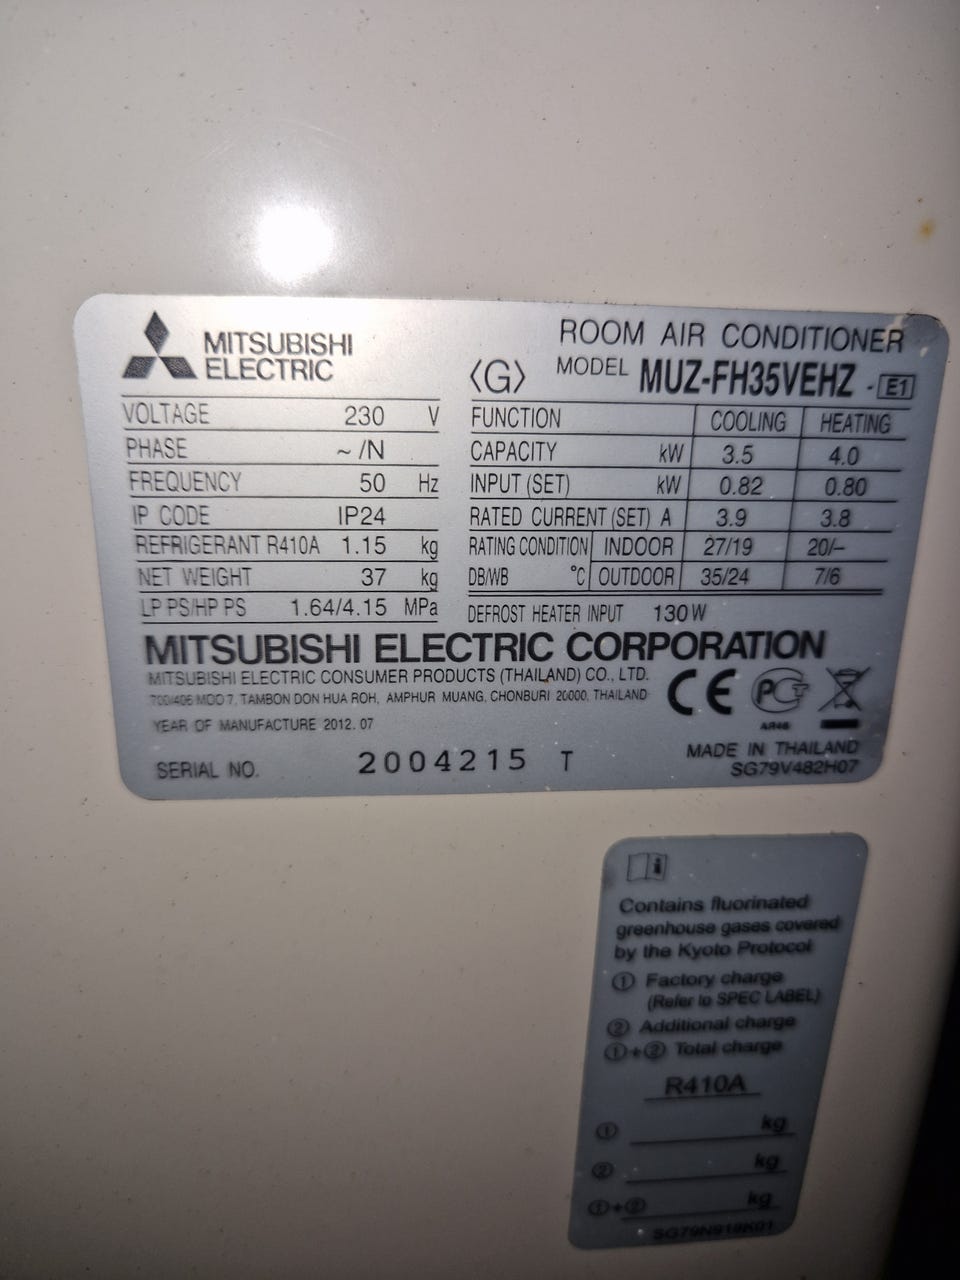 MITSUBISHI
ELECTRIC
ROOM AIR CONDITIONER
<G> MODEL MUZ-FH35VEHZ - E1
VOLTAGE 230 V
PHASE ~/N
FREQUENCY 50 Hz
IP CODE IP24
REFRIGERANT R410A 1.15 kg
NET WEIGHT 37 kg
LP PS/HP PS 1.64/4.15 MPa
FUNCTION COOLING HEATING
CAPACITY kW 3.5 4.0
INPUT (SET) kW 0.82 0.80
RATED CURRENT (SET) A 3.9 3.8
RATING CONDITION INDOOR 27/19 20/–
DB/WB °C OUTDOOR 35/24 7/6
DEFROST HEATER INPUT 130 W
MITSUBISHI ELECTRIC CORPORATION
MITSUBISHI ELECTRIC CONSUMER PRODUCTS (THAILAND) CO., LTD.
700/406 MOO 7, TAMBON DON HUA ROH, AMPHUR MUANG, CHONBURI 20000, THAILAND
CE
YEAR OF MANUFACTURE 2012. 07
SERIAL NO. 2004215 T
MADE IN THAILAND
SG79V482H07
Contains fluorinated
greenhouse gases covered
by the Kyoto Protocol
① Factory charge
(Refer to SPEC LABEL)
② Additional charge
①+② Total charge
R410A
① kg
② kg
①+② kg
SG79N919K01